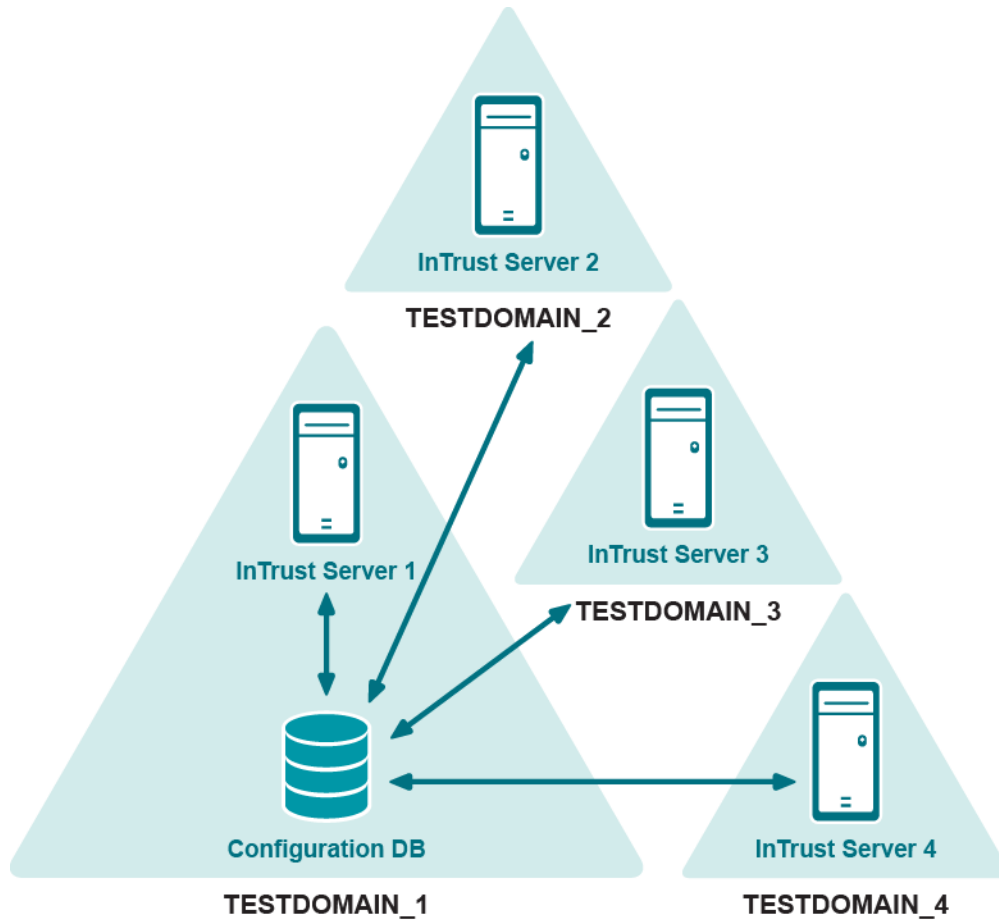 InTrust Server 2
TESTDOMAIN_2
InTrust Server 3
InTrust Server 1
TESTDOMAIN_3
Configuration DB
InTrust Server 4
TESTDOMAIN_1
TESTDOMAIN_4